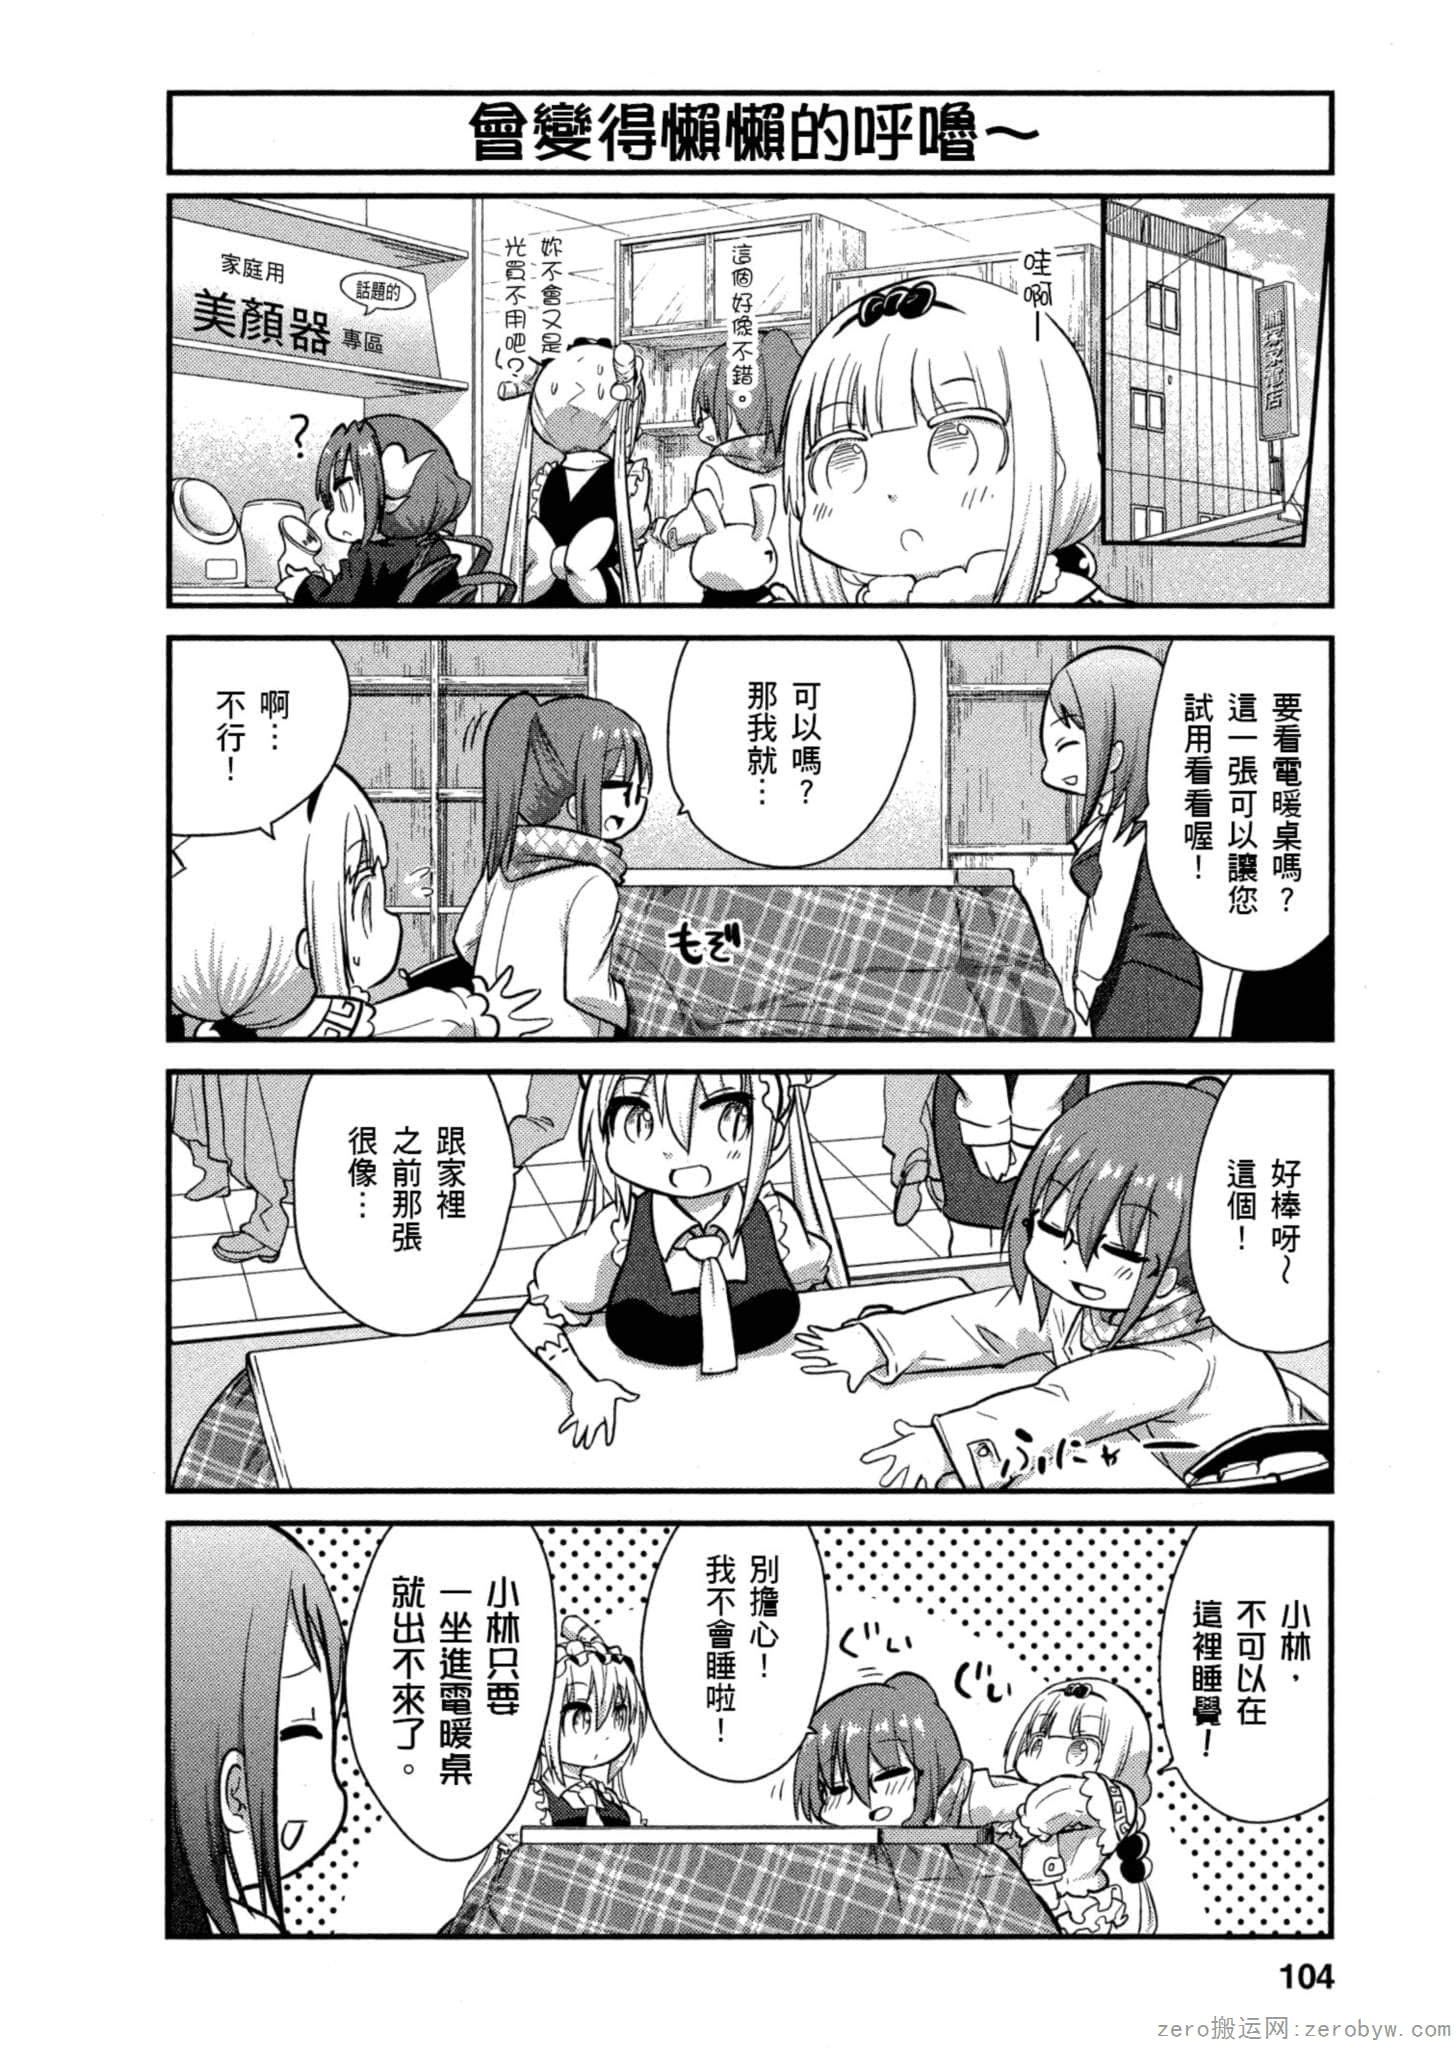 會變得懶懶的呼嚕～
哇啊─
這個好像不錯。
妳不會又是
光買不用吧!?
家庭用
話題的
美顏器
專區
?
要看電暖桌嗎？
這一張可以讓您
試用看看喔！
可以嗎？
那我就…
啊…
不行！
もぞ
好棒呀～
這個！
跟家裡
之前那張
很像…
ふにゃー
小林，
不可以在
這裡睡覺！
ぐい
ぐい
別擔心！
我不會睡啦！
小林只要
一坐進電暖桌
就出不來了。
104
zero搬运网:zerobyw.com